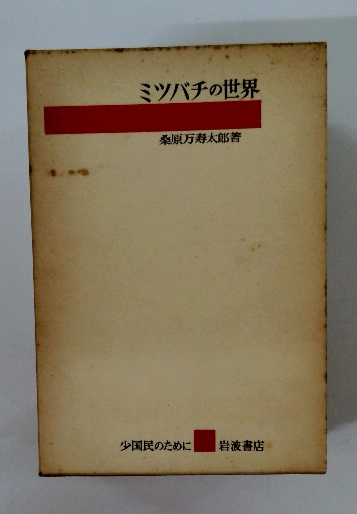 ミツバチの世界
桑原万寿太郎著
少国民のために 岩波書店